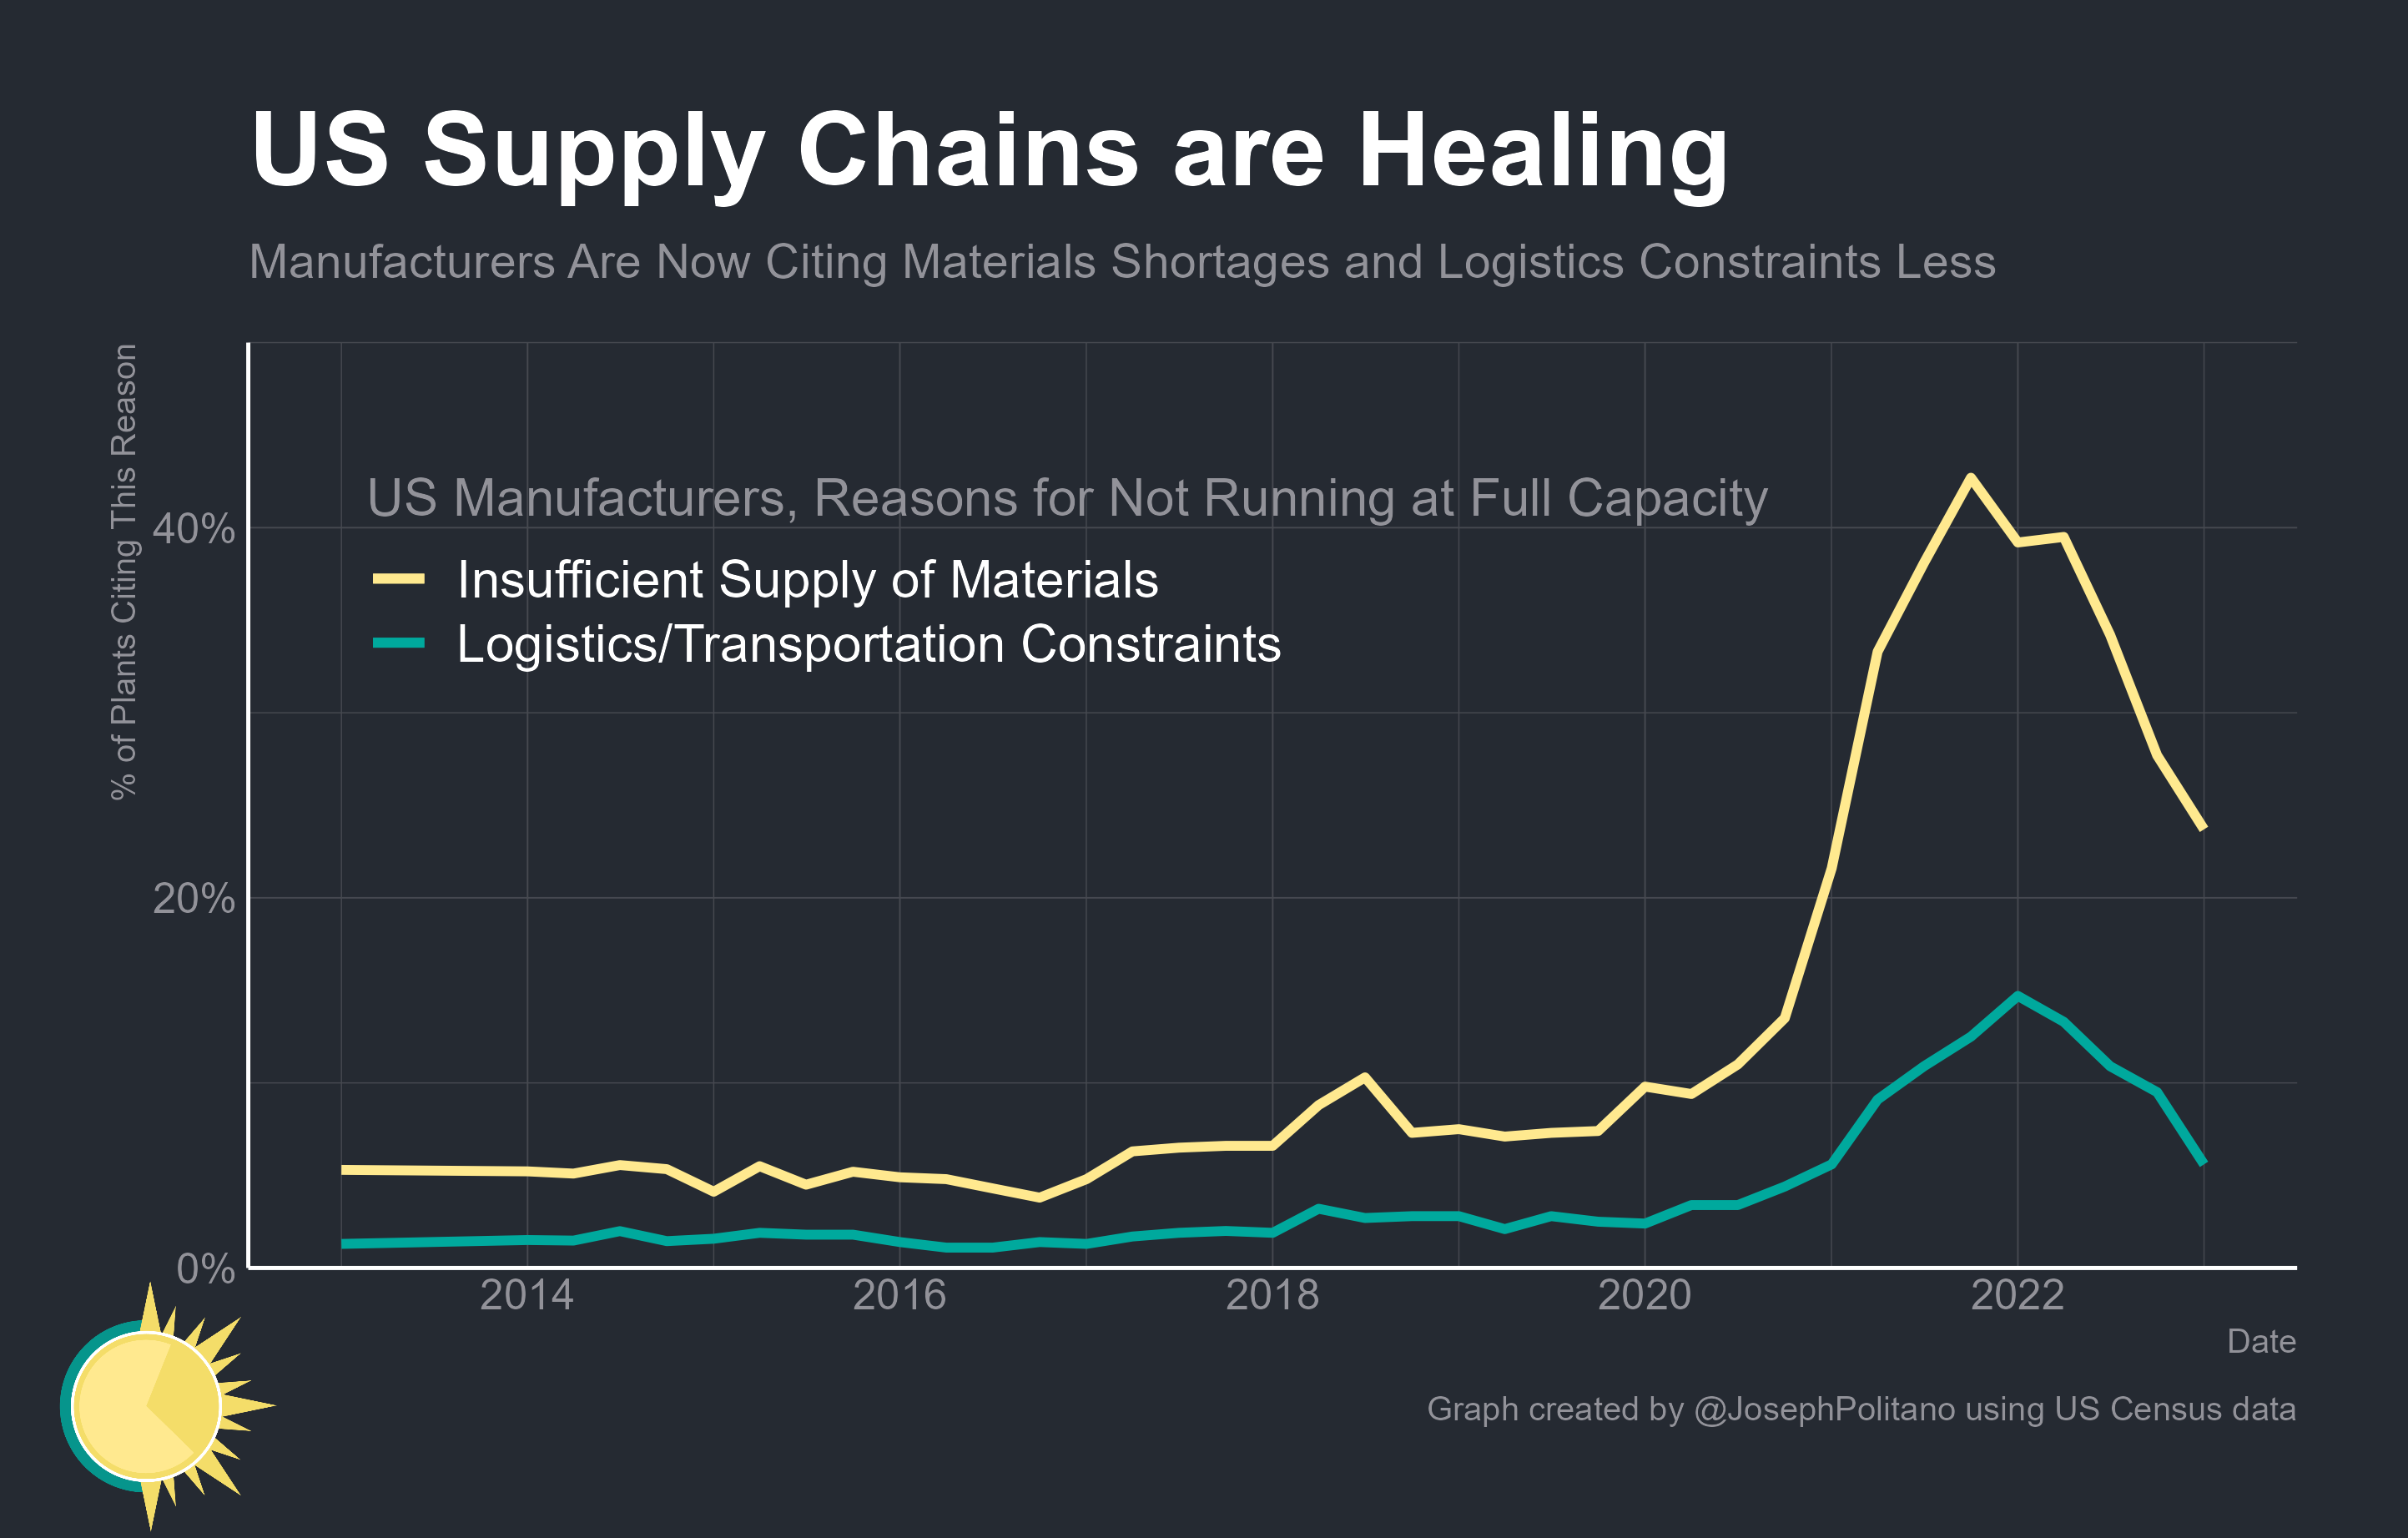 US Supply Chains are Healing
Manufacturers Are Now Citing Materials Shortages and Logistics Constraints Less
% of Plants Citing This Reason
US Manufacturers, Reasons for Not Running at Full Capacity
Insufficient Supply of Materials
Logistics/Transportation Constraints
40%
20%
0%
2014 2016 2018 2020 2022
Date
Graph created by @JosephPolitano using US Census data